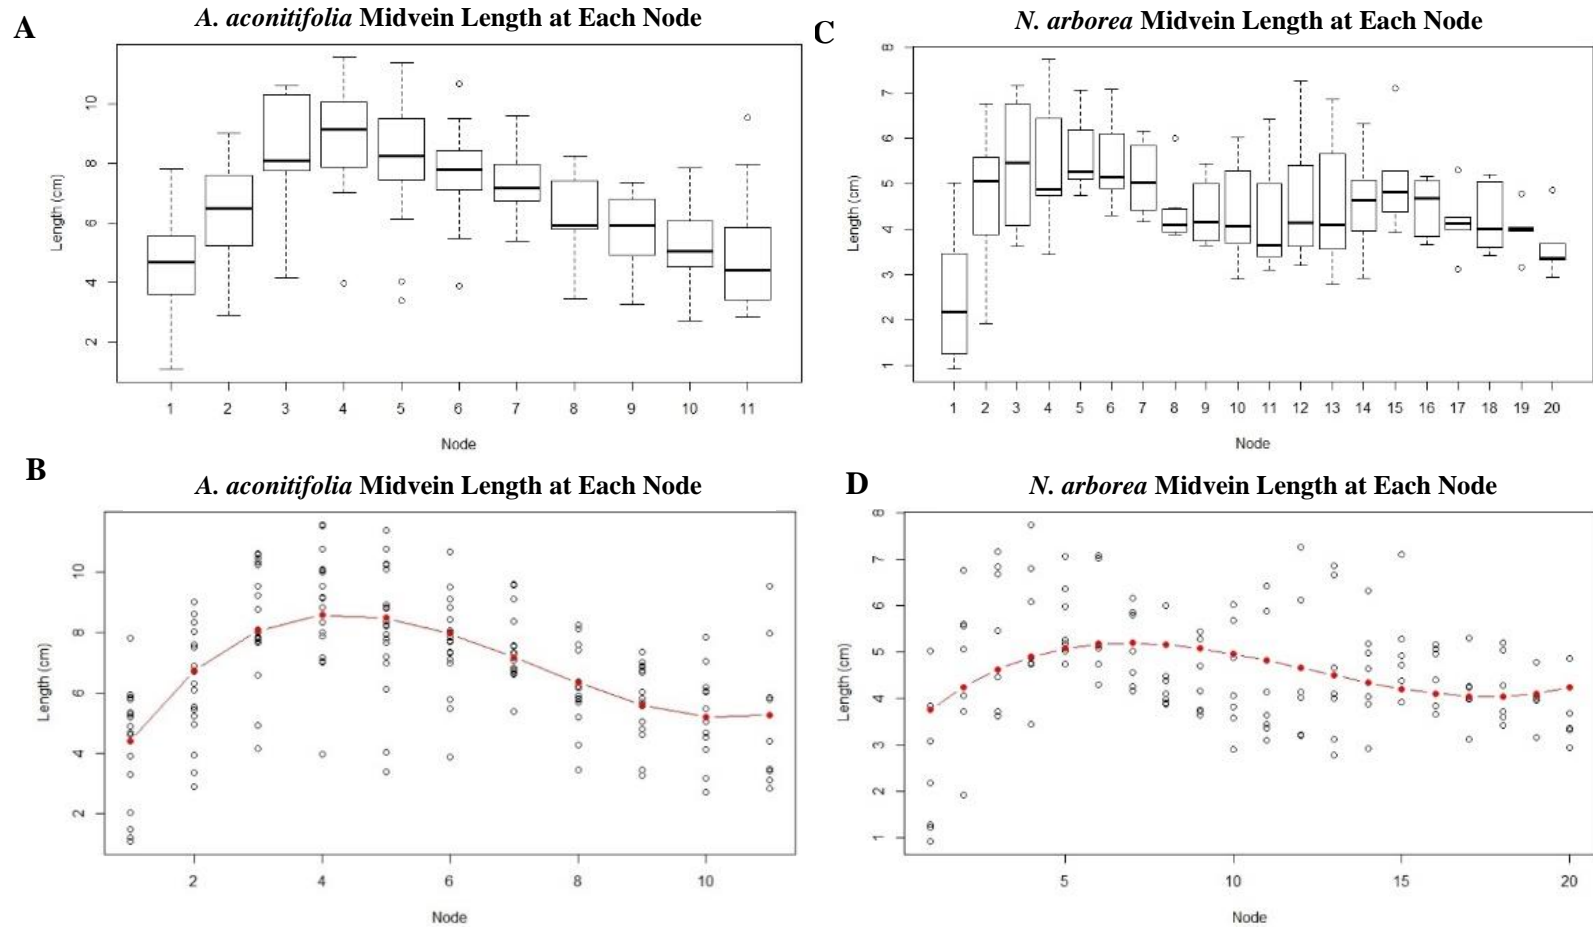 A
A. aconitifolia Midvein Length at Each Node
Length (cm)
10
8
6
4
2
1 2 3 4 5 6 7 8 9 10 11
Node
C
N. arborea Midvein Length at Each Node
Length (cm)
8
7
6
5
4
3
2
1
1 2 3 4 5 6 7 8 9 10 11 12 13 14 15 16 17 18 19 20
Node
B
A. aconitifolia Midvein Length at Each Node
Length (cm)
10
8
6
4
2
2 4 6 8 10
Node
D
N. arborea Midvein Length at Each Node
Length (cm)
8
7
6
5
4
3
2
1
5 10 15 20
Node